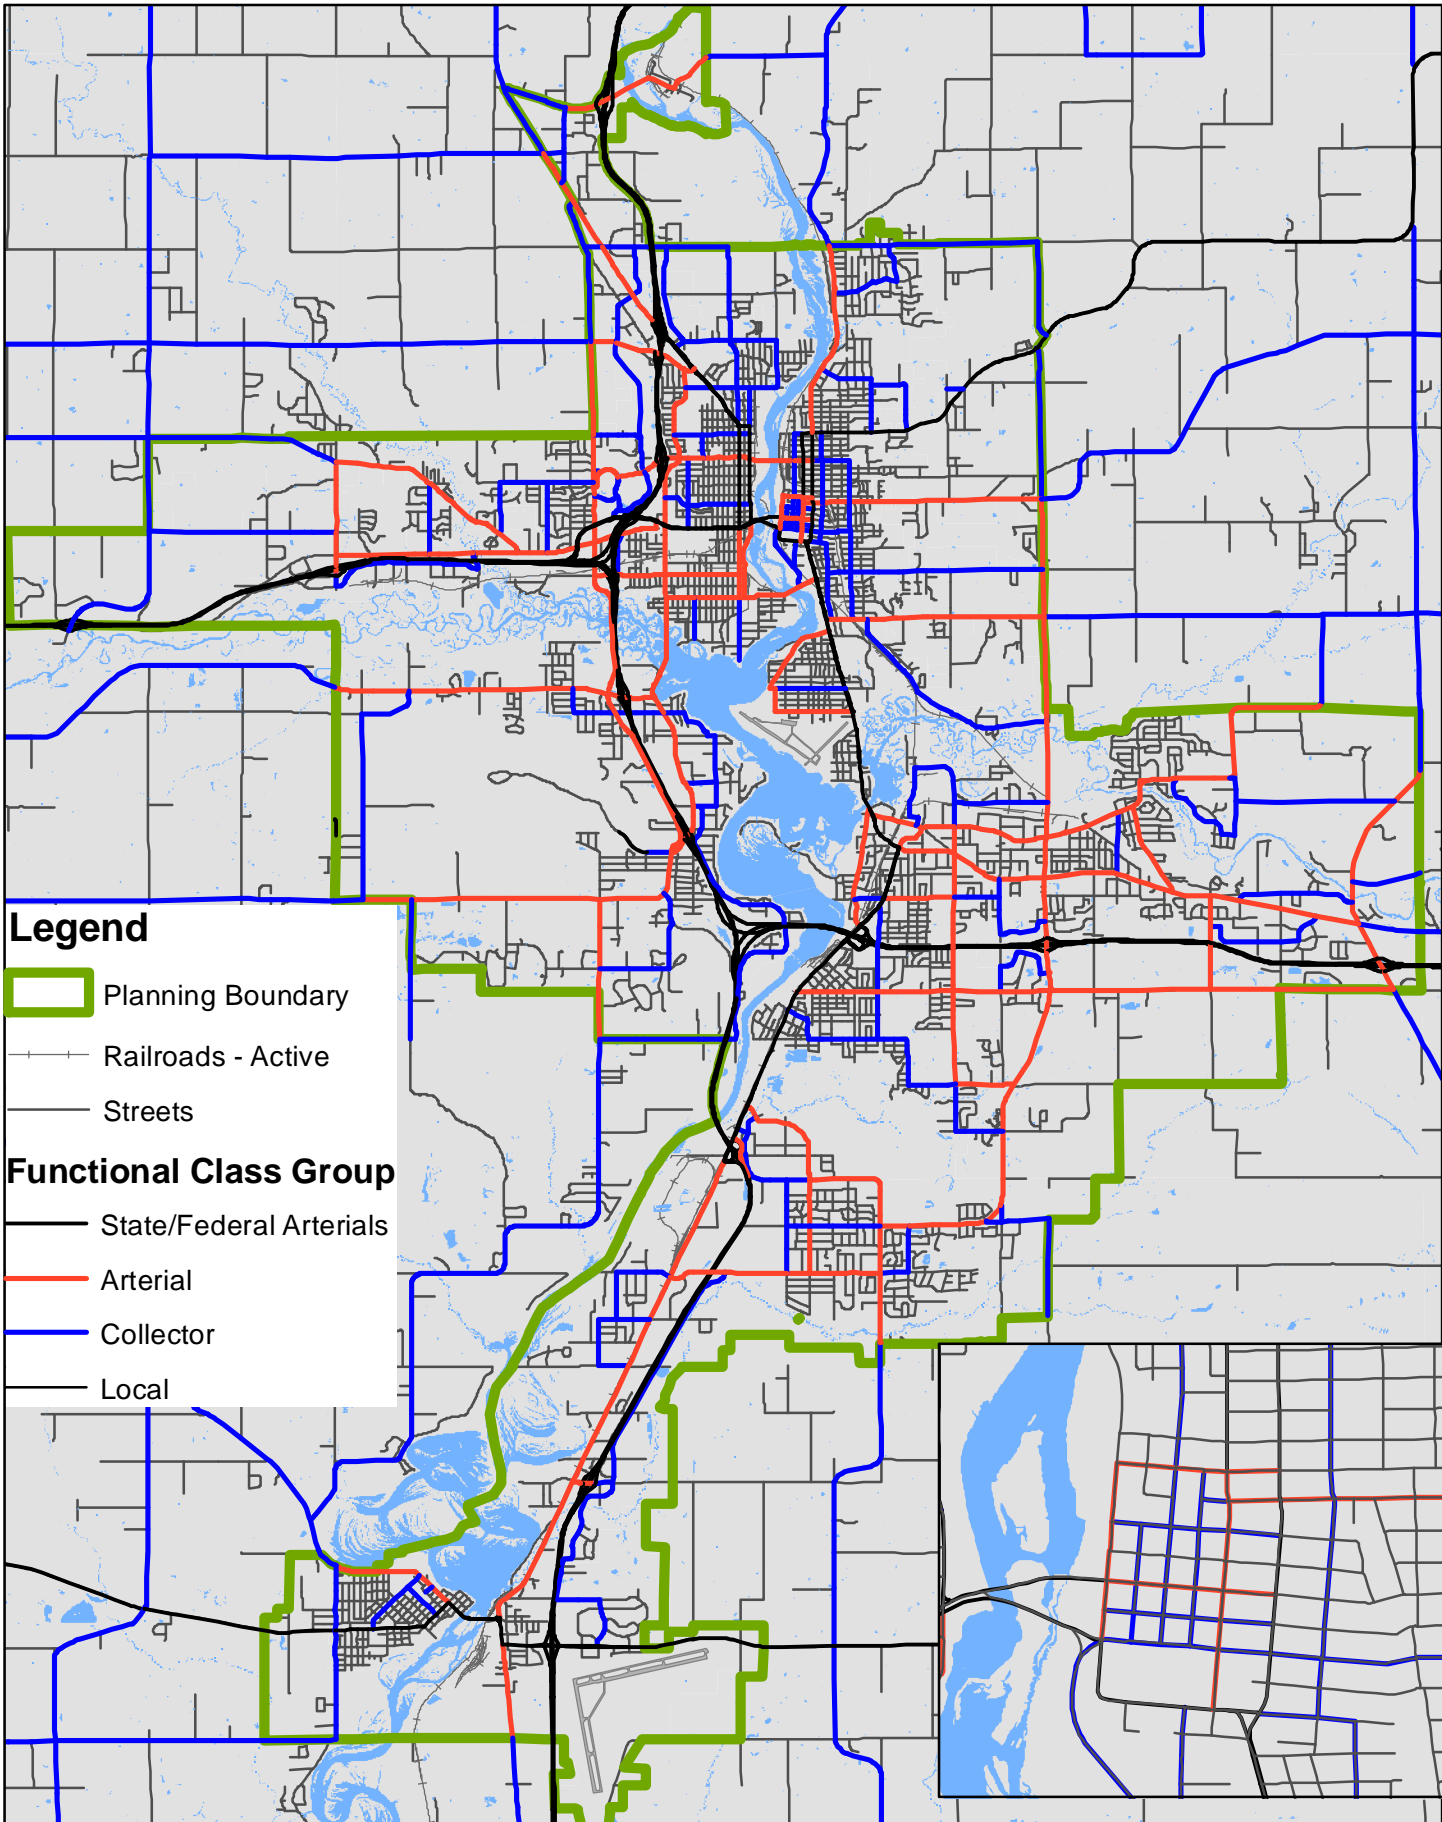 Legend
Planning Boundary
Railroads - Active
Streets
Functional Class Group
State/Federal Arterials
Arterial
Collector
Local